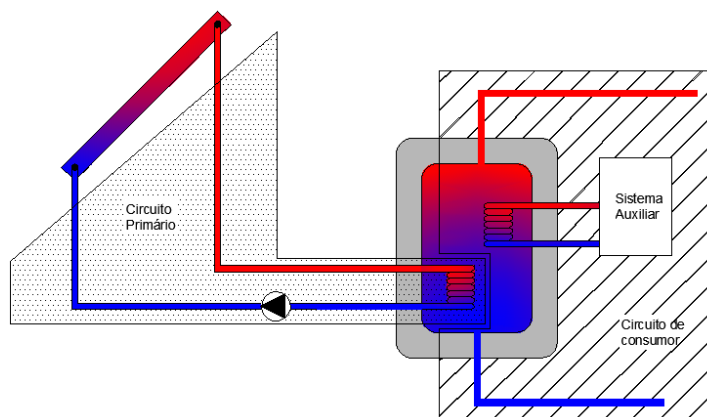 Circuito
Primário
Sistema
Auxiliar
Circuito de
consumor